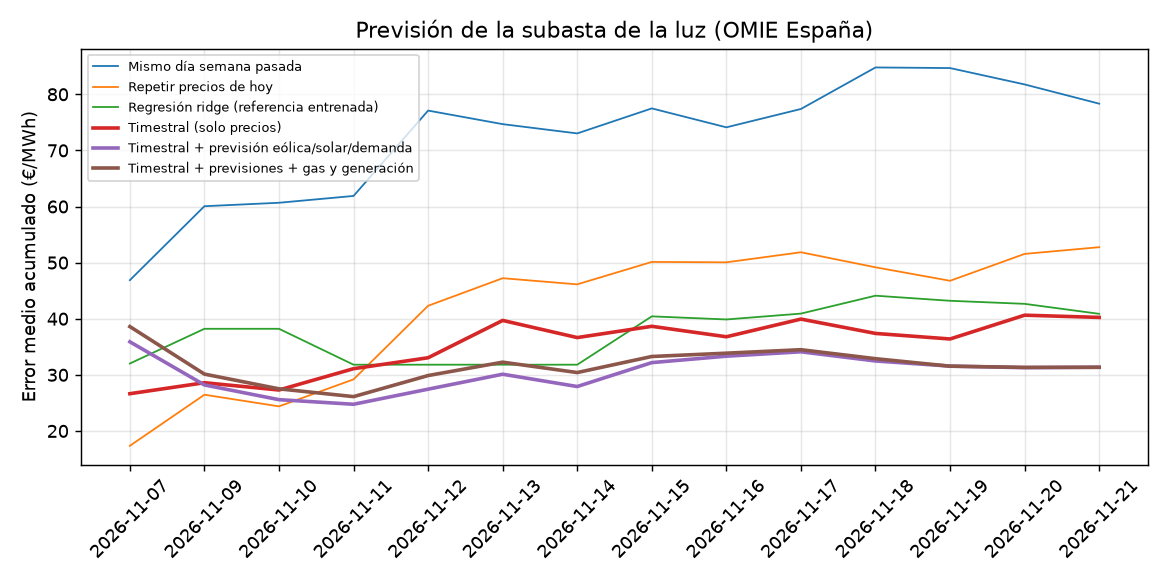 Previsión de la subasta de la luz (OMIE España)
Error medio acumulado (€/MWh)
80
70
60
50
40
30
20
Mismo día semana pasada
Repetir precios de hoy
Regresión ridge (referencia entrenada)
Timestral (solo precios)
Timestral + previsión eólica/solar/demanda
Timestral + previsiones + gas y generación
2026-11-07
2026-11-09
2026-11-10
2026-11-11
2026-11-12
2026-11-13
2026-11-14
2026-11-15
2026-11-16
2026-11-17
2026-11-18
2026-11-19
2026-11-20
2026-11-21